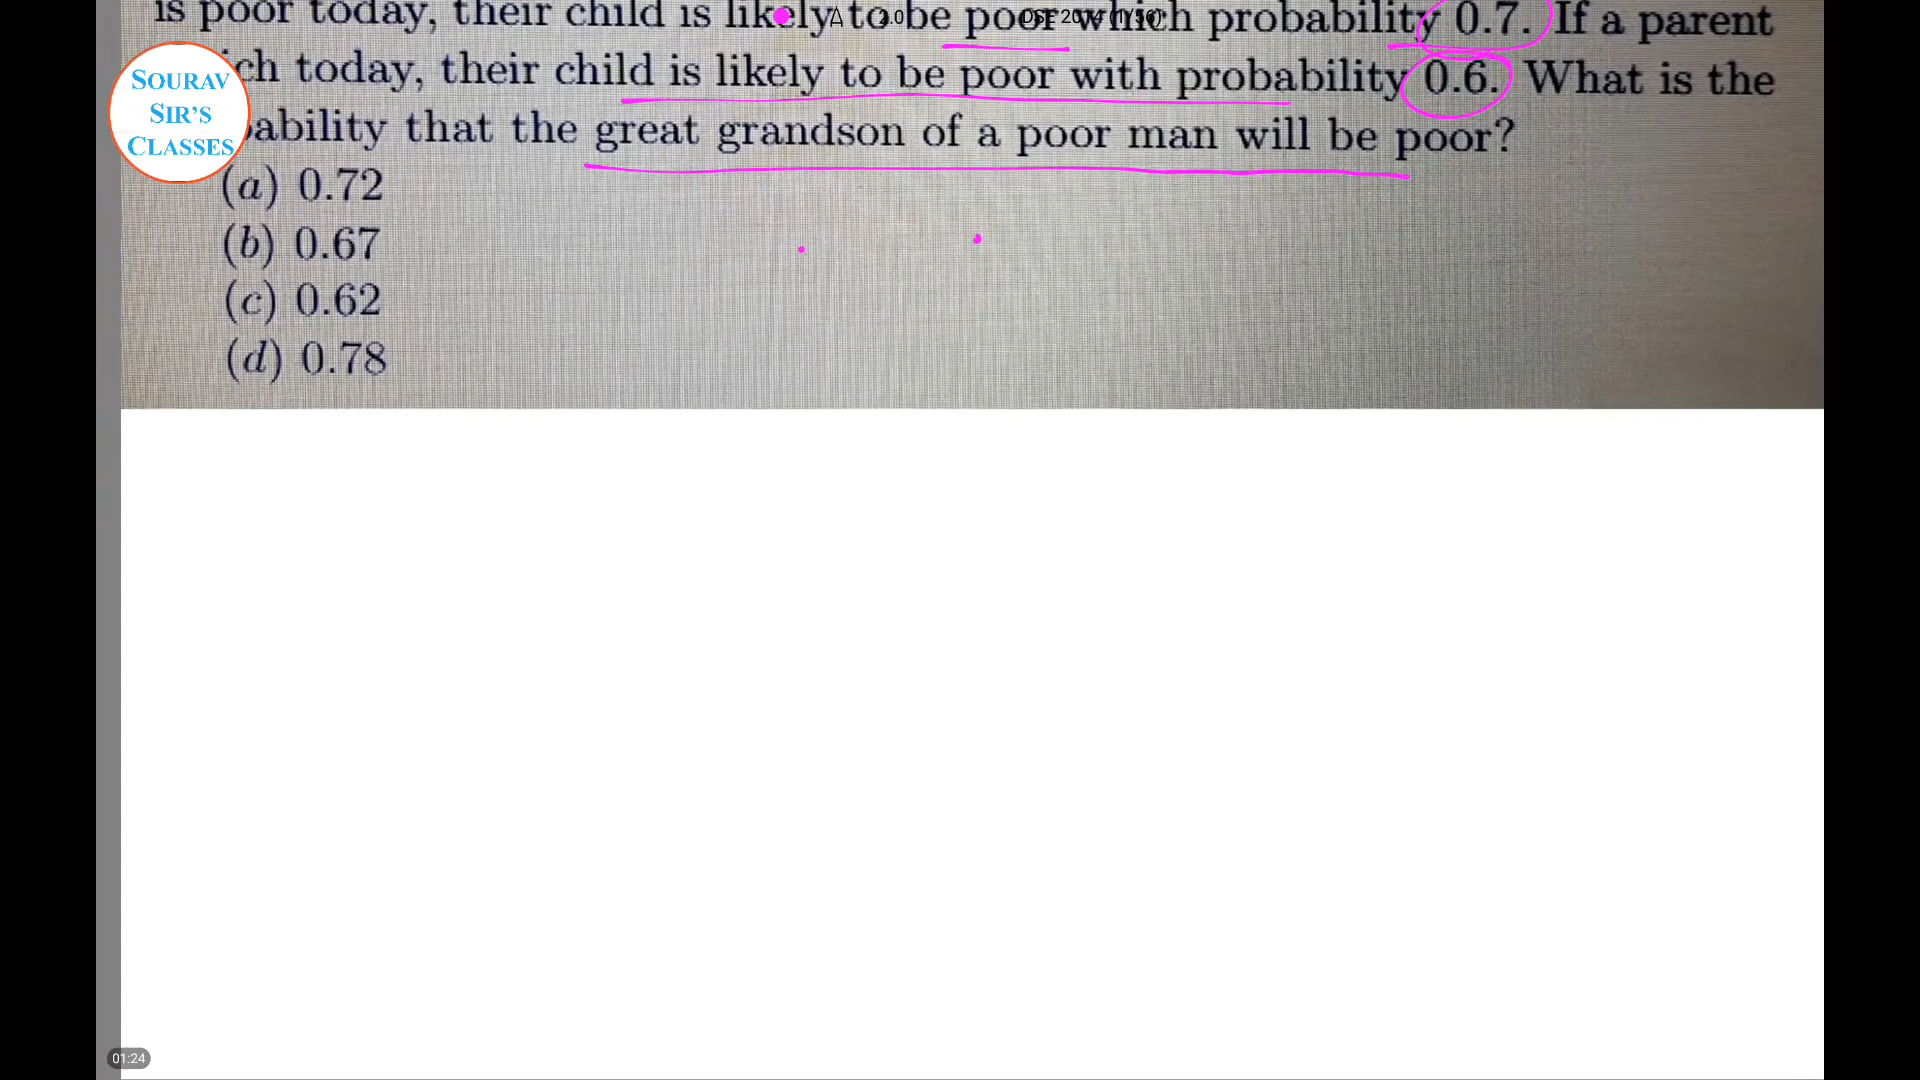 is poor today, their child is likely to be poor which probability 0.7. If a parent
ch today, their child is likely to be poor with probability 0.6. What is the
ability that the great grandson of a poor man will be poor?
(a) 0.72
(b) 0.67
(c) 0.62
(d) 0.78
SOURAV
SIR'S
CLASSES
01:24